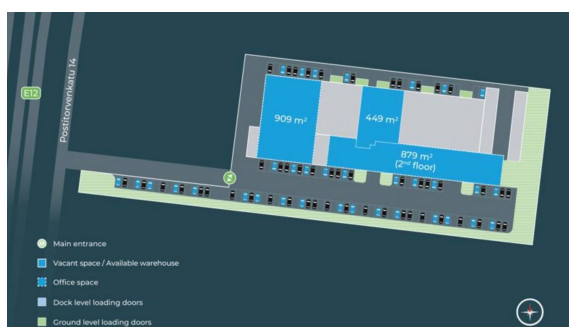 E12
Postitorvenkatu 14
909 m²
449 m²
879 m²
(2nd floor)
Main entrance
Vacant space / Available warehouse
Office space
Dock level loading doors
Ground level loading doors